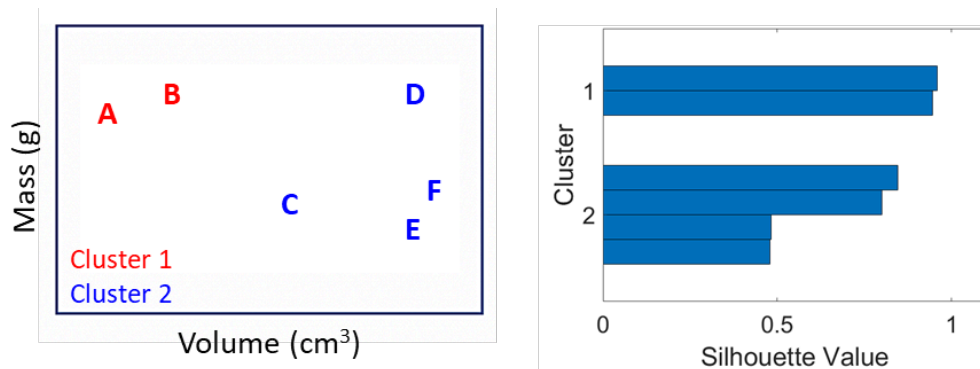 B
D
A
F
C
E
Mass (g)
Cluster 1
Cluster 2
Volume (cm³)
1
2
Cluster
0
0.5
1
Silhouette Value